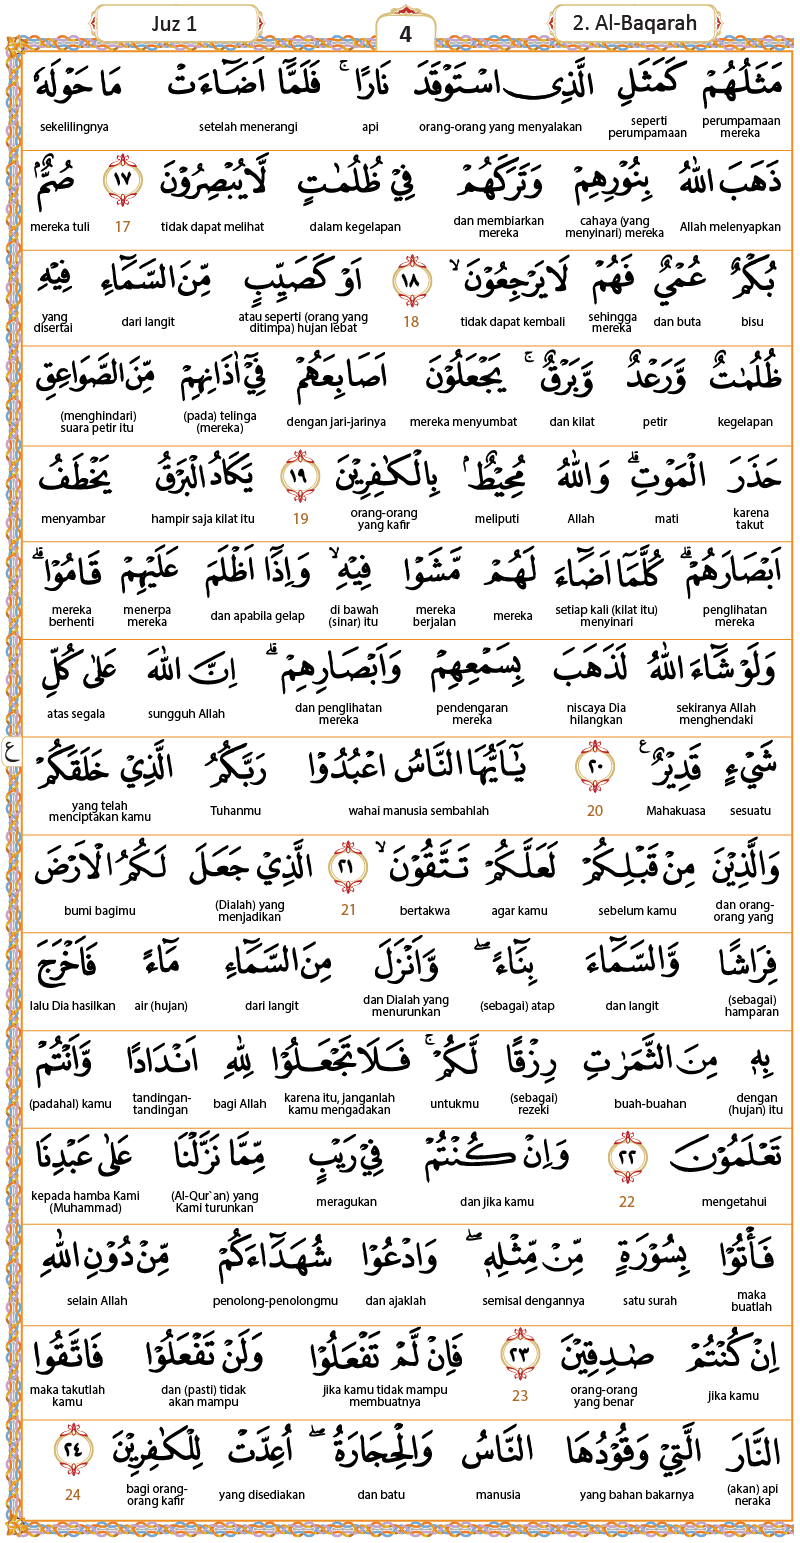 Juz 1
4
2. Al-Baqarah
مَثَلُهُمْ كَمَثَلِ الَّذِى اسْتَوْقَدَ نَارًا ۚ فَلَمَّآ اَضَاۤءَتْ مَا حَوْلَهٗ
perumpamaan mereka seperti perumpamaan orang-orang yang menyalakan api setelah menerangi sekelilingnya
ذَهَبَ اللّٰهُ بِنُوْرِهِمْ وَتَرَكَهُمْ فِيْ ظُلُمٰتٍ لَّا يُبْصِرُوْنَ ١٧ صُمٌّ ۢ
Allah melenyapkan cahaya (yang menyinari) mereka dan membiarkan mereka dalam kegelapan tidak dapat melihat 17 mereka tuli
بُكْمٌ عُمْيٌ فَهُمْ لَا يَرْجِعُوْنَ ۙ ١٨ اَوْ كَصَيِّبٍ مِّنَ السَّمَاۤءِ فِيْهِ
bisu dan buta sehingga mereka tidak dapat kembali 18 atau seperti (orang yang ditimpa) hujan lebat dari langit yang disertai
ظُلُمٰتٌ وَّرَعْدٌ وَّبَرْقٌ ۚ يَجْعَلُوْنَ اَصَابِعَهُمْ فِيْٓ اٰذَانِهِمْ مِّنَ الصَّوَاعِقِ
kegelapan petir dan kilat mereka menyumbat dengan jari-jarinya (pada) telinga (mereka) (menghindari) suara petir itu
حَذَرَ الْمَوْتِ ۗ وَاللّٰهُ مُحِيْطٌ ۢ بِالْكٰفِرِيْنَ ١٩ يَكَادُ الْبَرْقُ يَخْطَفُ
karena takut mati Allah meliputi orang-orang yang kafir 19 hampir saja kilat itu menyambar
اَبْصَارَهُمْ ۗ كُلَّمَآ اَضَاۤءَ لَهُمْ مَّشَوْا فِيْهِ ۙ وَاِذَآ اَظْلَمَ عَلَيْهِمْ قَامُوْا ۗ
penglihatan mereka setiap kali (kilat itu) menyinari mereka mereka berjalan di bawah (sinar) itu dan apabila gelap menerpa mereka mereka berhenti
وَلَوْ شَاۤءَ اللّٰهُ لَذَهَبَ بِسَمْعِهِمْ وَاَبْصَارِهِمْ ۗ اِنَّ اللّٰهَ عَلٰى كُلِّ
sekiranya Allah menghendaki niscaya Dia hilangkan pendengaran mereka dan penglihatan mereka sungguh Allah atas segala
شَيْءٍ قَدِيْرٌ ࣖ ٢٠ يٰٓاَيُّهَا النَّاسُ اعْبُدُوْا رَبَّكُمُ الَّذِيْ خَلَقَكُمْ ع
sesuatu Mahakuasa 20 wahai manusia sembahlah Tuhanmu yang telah menciptakan kamu
وَالَّذِيْنَ مِنْ قَبْلِكُمْ لَعَلَّكُمْ تَتَّقُوْنَ ۙ ٢١ الَّذِيْ جَعَلَ لَكُمُ الْاَرْضَ
dan orang-orang yang sebelum kamu agar kamu bertakwa 21 (Dialah) yang menjadikan bumi bagimu
فِرَاشًا وَّالسَّمَاۤءَ بِنَاۤءً ۖ وَّاَنْزَلَ مِنَ السَّمَاۤءِ مَاۤءً فَاَخْرَجَ
(sebagai) hamparan dan langit (sebagai) atap dan Dialah yang menurunkan dari langit air (hujan) lalu Dia hasilkan
بِهٖ مِنَ الثَّمَرٰتِ رِزْقًا لَّكُمْ ۚ فَلَا تَجْعَلُوْا لِلّٰهِ اَنْدَادًا وَّاَنْتُمْ
dengan (hujan) itu buah-buahan (sebagai) rezeki untukmu karena itu, janganlah kamu mengadakan bagi Allah tandingan-tandingan (padahal) kamu
تَعْلَمُوْنَ ٢٢ وَاِنْ كُنْتُمْ فِيْ رَيْبٍ مِّمَّا نَزَّلْنَا عَلٰى عَبْدِنَا
mengetahui 22 dan jika kamu meragukan (Al-Qur`an) yang Kami turunkan kepada hamba Kami (Muhammad)
فَأْتُوْا بِسُوْرَةٍ مِّنْ مِّثْلِهٖ ۖ وَادْعُوْا شُهَدَاۤءَكُمْ مِّنْ دُوْنِ اللّٰهِ
maka buatlah satu surah semisal dengannya dan ajaklah penolong-penolongmu selain Allah
اِنْ كُنْتُمْ صٰدِقِيْنَ ٢٣ فَاِنْ لَّمْ تَفْعَلُوْا وَلَنْ تَفْعَلُوْا فَاتَّقُوا
jika kamu orang-orang yang benar 23 jika kamu tidak mampu membuatnya dan (pasti) tidak akan mampu maka takutlah kamu
النَّارَ الَّتِيْ وَقُوْدُهَا النَّاسُ وَالْحِجَارَةُ ۖ اُعِدَّتْ لِلْكٰفِرِيْنَ ٢٤
(akan) api neraka yang bahan bakarnya manusia dan batu yang disediakan bagi orang-orang kafir 24